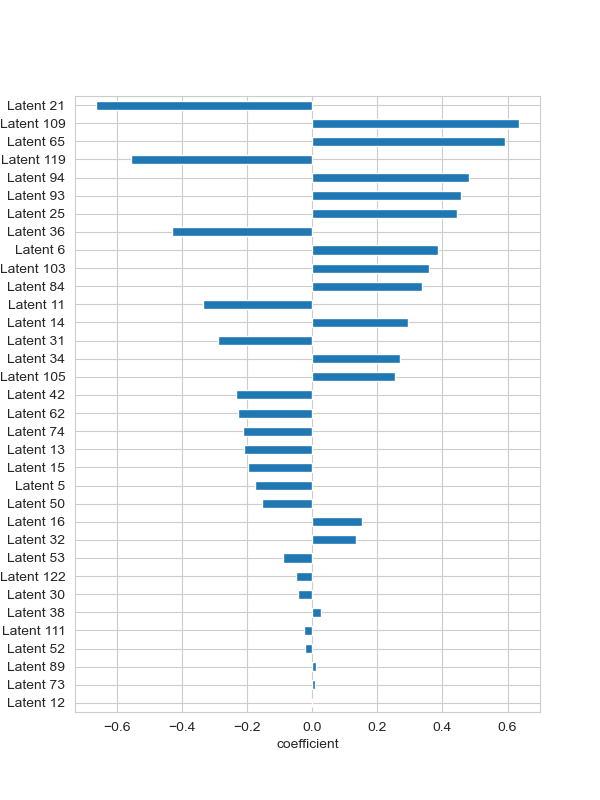 Latent 21
Latent 109
Latent 65
Latent 119
Latent 94
Latent 93
Latent 25
Latent 36
Latent 6
Latent 103
Latent 84
Latent 11
Latent 14
Latent 31
Latent 34
Latent 105
Latent 42
Latent 62
Latent 74
Latent 13
Latent 15
Latent 5
Latent 50
Latent 16
Latent 32
Latent 53
Latent 122
Latent 30
Latent 38
Latent 111
Latent 52
Latent 89
Latent 73
Latent 12
−0.6 −0.4 −0.2 0.0 0.2 0.4 0.6
coefficient